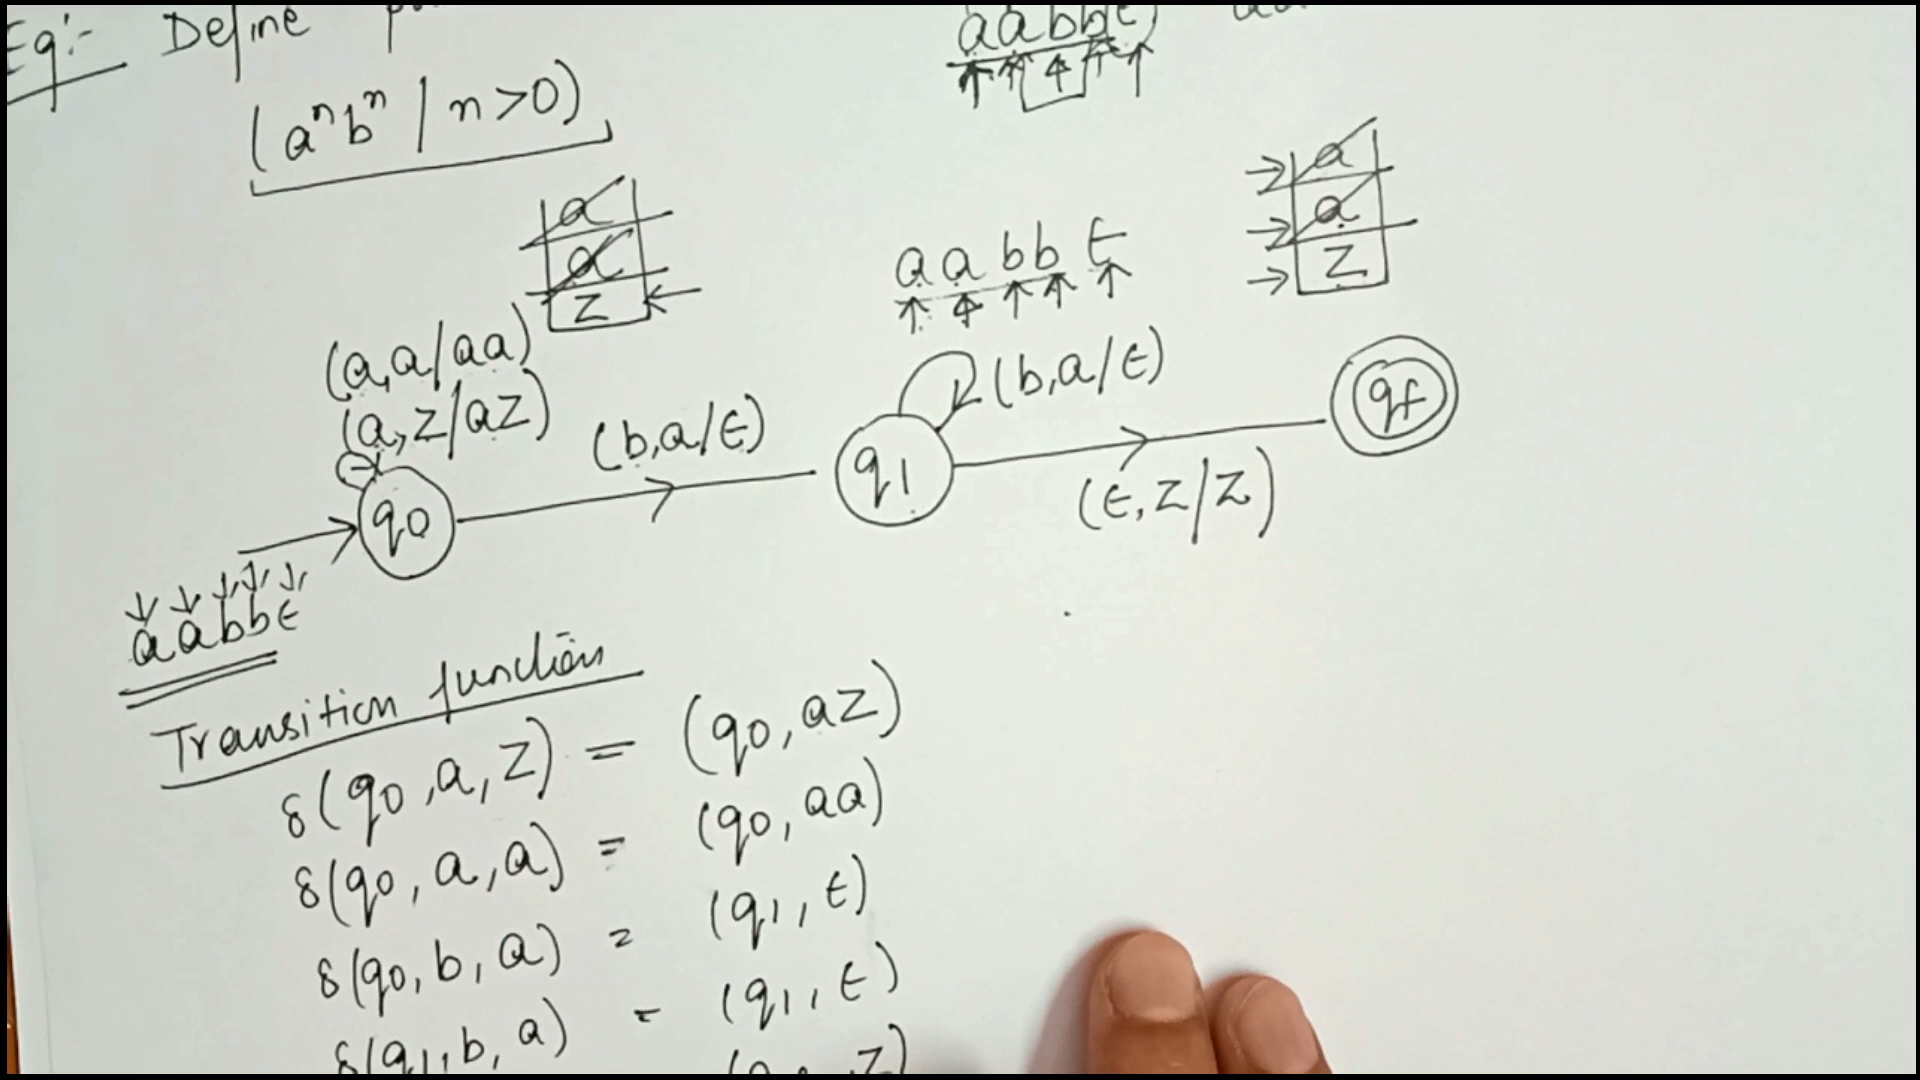 Eg:- Define
(aⁿbⁿ | n>0)
aabbε
a
a
Z
aabbε
a
a
Z
(a,a/aa)
(a,Z/aZ)
(b,a/ε)
(b,a/ε)
(ε,Z/Z)
q0
q1
qf
aabbε
Transition function
δ(q0,a,Z) = (q0,aZ)
δ(q0,a,a) = (q0,aa)
δ(q0,b,a) = (q1,ε)
δ(q1,b,a) = (q1,ε)